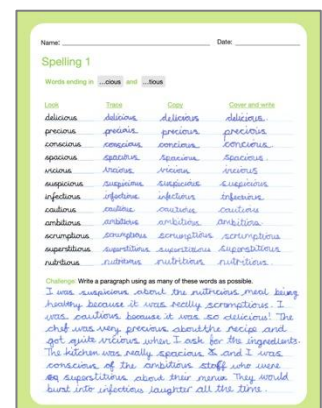 Name: Date:
Spelling 1
Words ending in ...cious and ...tious
Look Trace Copy Cover and write
delicious delicious delicious delicious.
precious precious precious precious
conscious conscious concious concious.
spacious spacious spacious spacious.
vicious vicious vicious vicious
suspicious suspicious suspicious suspicious
infectious infectious infectious infectious.
cautious cautious cautious cautiou
ambitious ambitious ambitious ambitios.
scrumptious scrumptious scrumptious scrumptious
superstitious superstitious superstitious superstitios.
nutritious nutritious nutrition nutrition
Challenge Write a paragraph using as many of these words as possible.
I was suspicious about the nutricious meal being
healthy because it was really scromptious. I
was cautious because it was so delicious! The
chef was very precious about the recipe and
got quite vicious when I ask for the ingredients.
The kitchen was really spacious & and I was
conscious of the ambitious staff who were
superstitious about their menus. They would
burst into infectious laughter all the time.